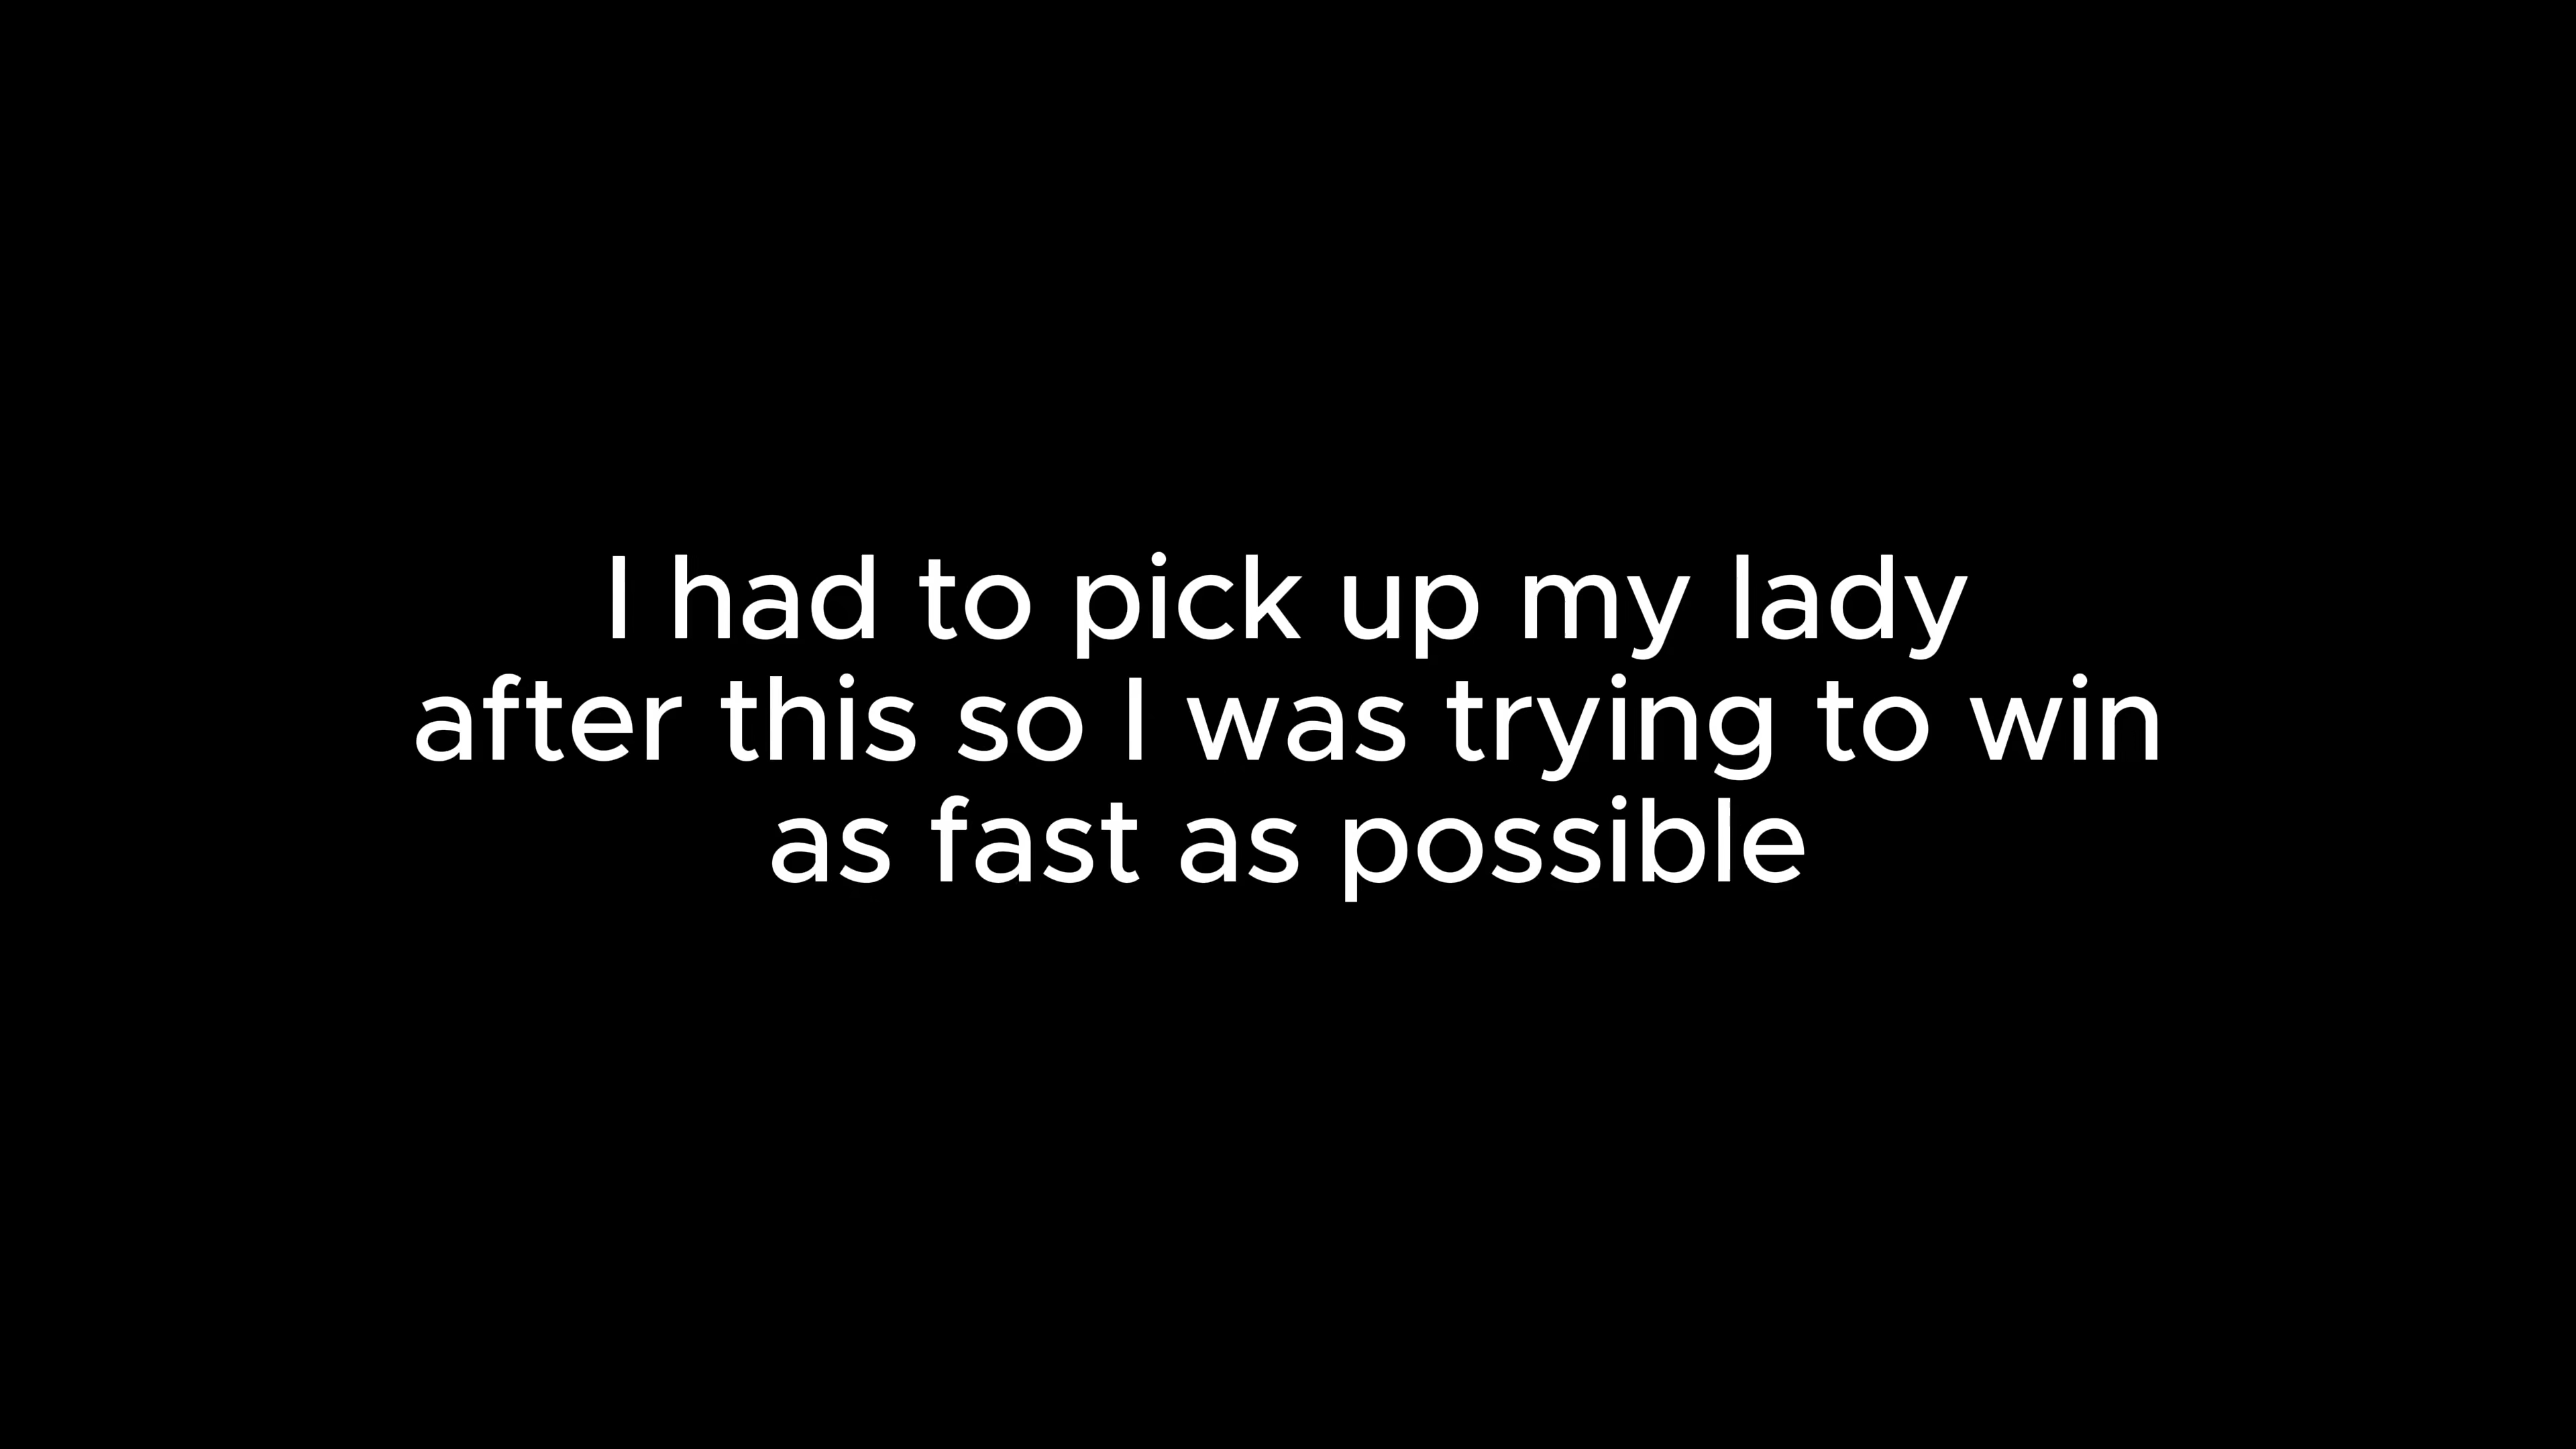 I had to pick up my lady
after this so I was trying to win
as fast as possible